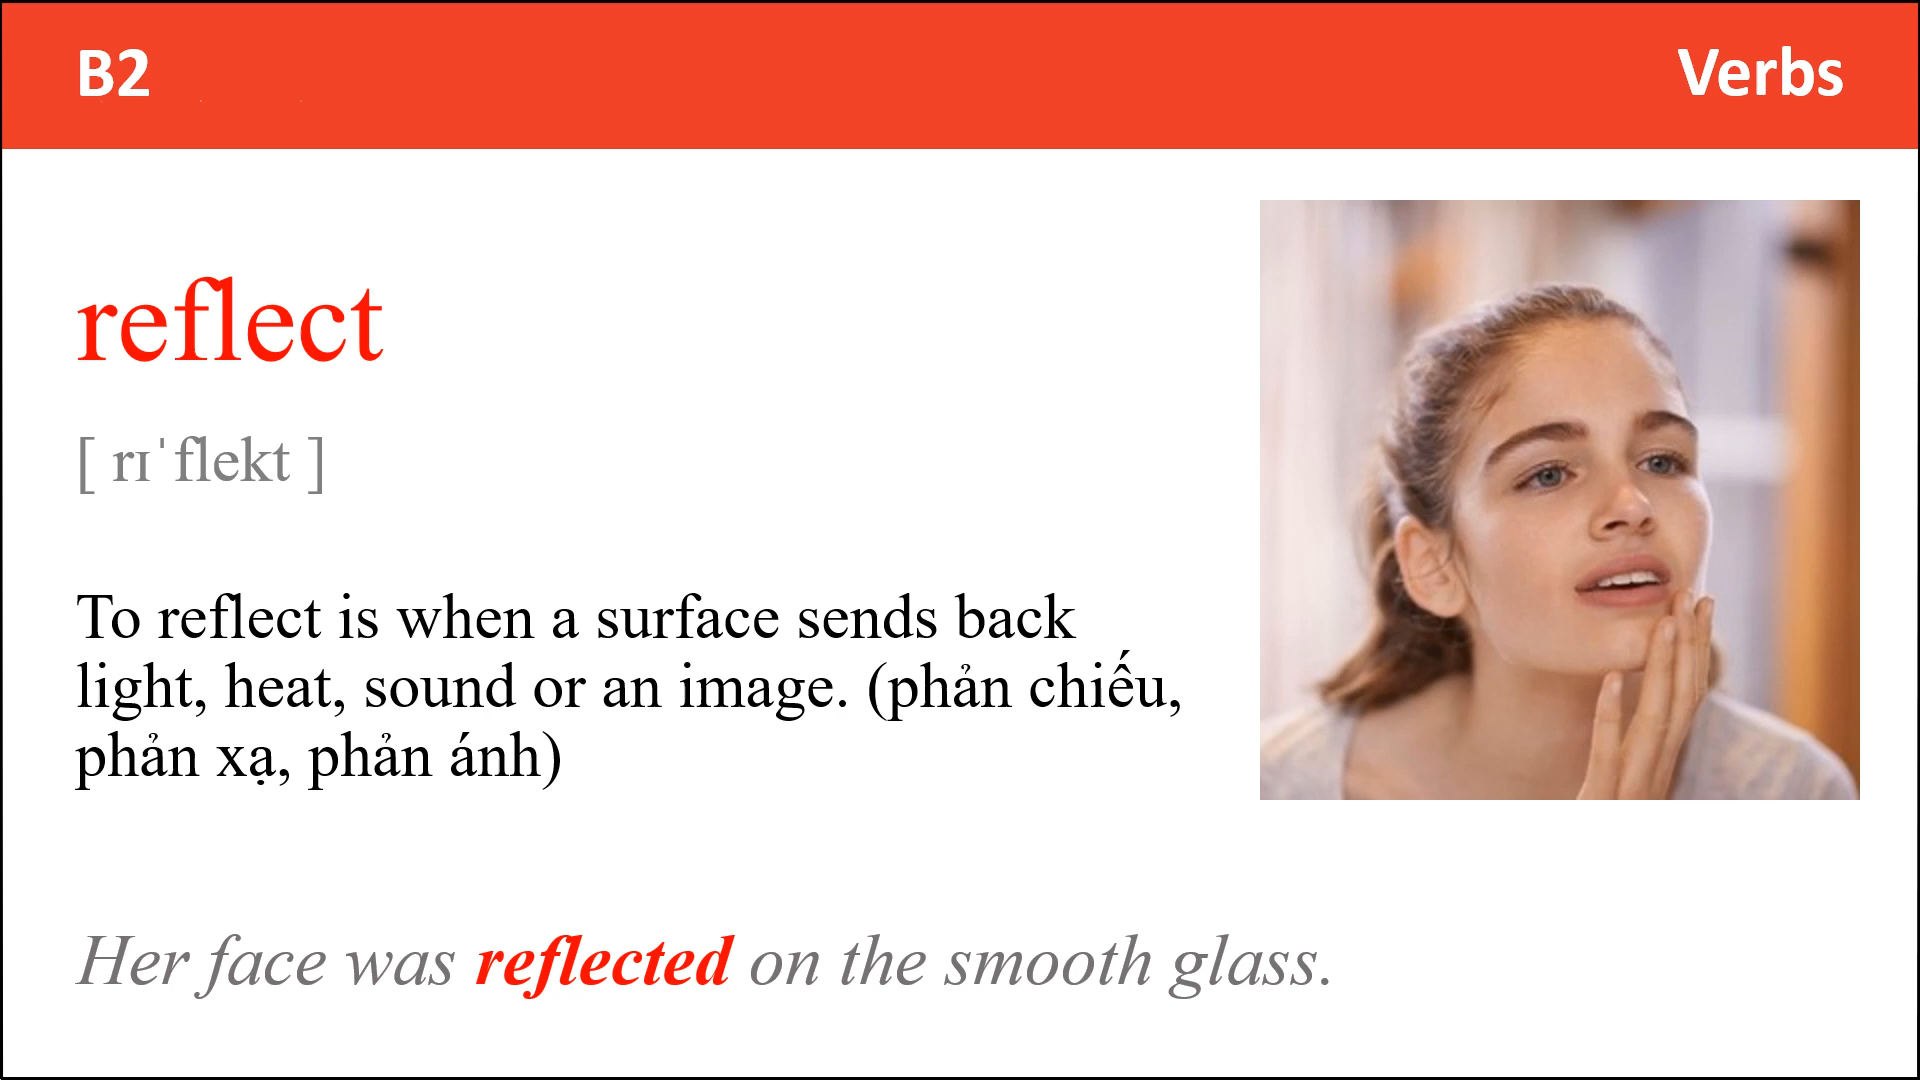 B2
Verbs
reflect
[ rɪˈflekt ]
To reflect is when a surface sends back
light, heat, sound or an image. (phản chiếu,
phản xạ, phản ánh)
Her face was reflected on the smooth glass.